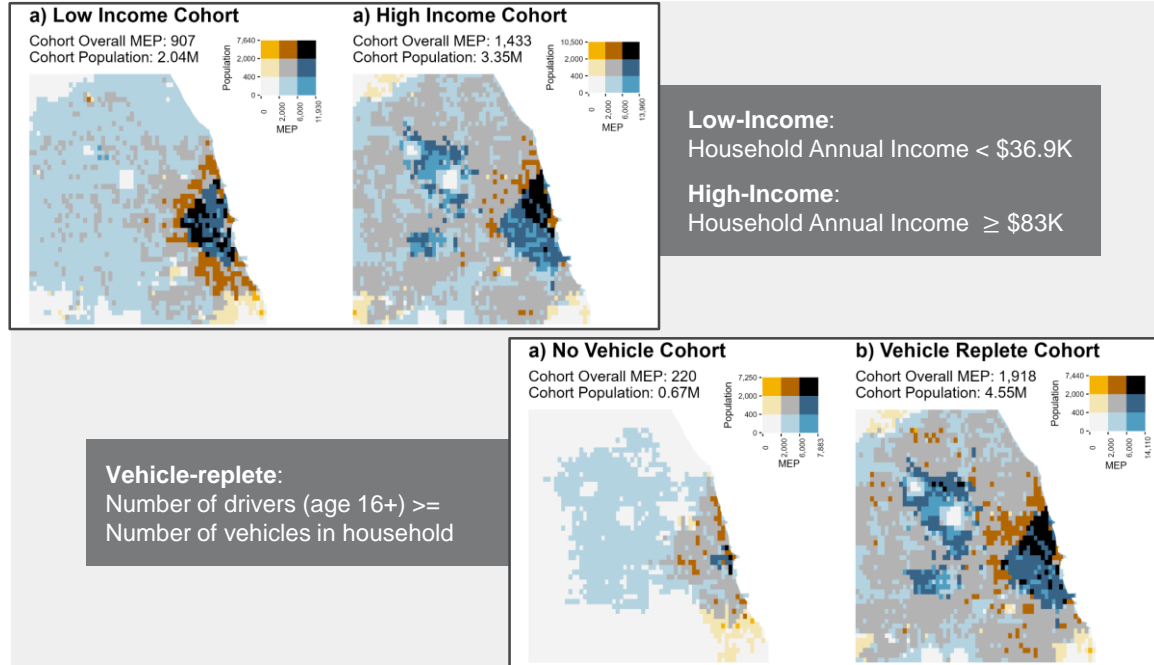 a) Low Income Cohort
Cohort Overall MEP: 907
Cohort Population: 2.04M
Population
7,640
2,000
400
0
0
2,000
6,000
11,930
MEP
a) High Income Cohort
Cohort Overall MEP: 1,433
Cohort Population: 3.35M
Population
10,500
2,000
400
0
0
2,000
6,000
13,960
MEP
Low-Income:
Household Annual Income < $36.9K
High-Income:
Household Annual Income ≥ $83K
a) No Vehicle Cohort
Cohort Overall MEP: 220
Cohort Population: 0.67M
Population
7,250
2,000
400
0
0
2,000
6,000
7,883
MEP
b) Vehicle Replete Cohort
Cohort Overall MEP: 1,918
Cohort Population: 4.55M
Population
7,440
2,000
400
0
0
2,000
6,000
14,110
MEP
Vehicle-replete:
Number of drivers (age 16+) >=
Number of vehicles in household